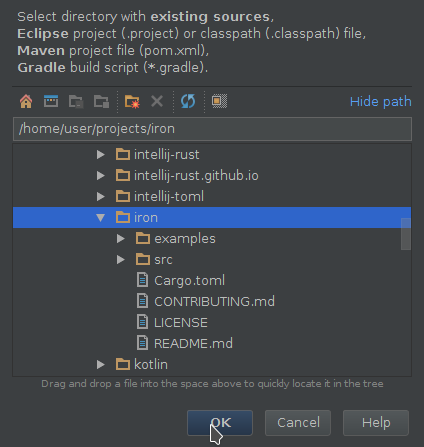 Select directory with existing sources,
Eclipse project (.project) or classpath (.classpath) file,
Maven project file (pom.xml),
Gradle build script (*.gradle).
Hide path
/home/user/projects/iron
intellij-rust
intellij-rust.github.io
intellij-toml
iron
examples
src
Cargo.toml
CONTRIBUTING.md
LICENSE
README.md
kotlin
Drag and drop a file into the space above to quickly locate it in the tree
OK Cancel Help